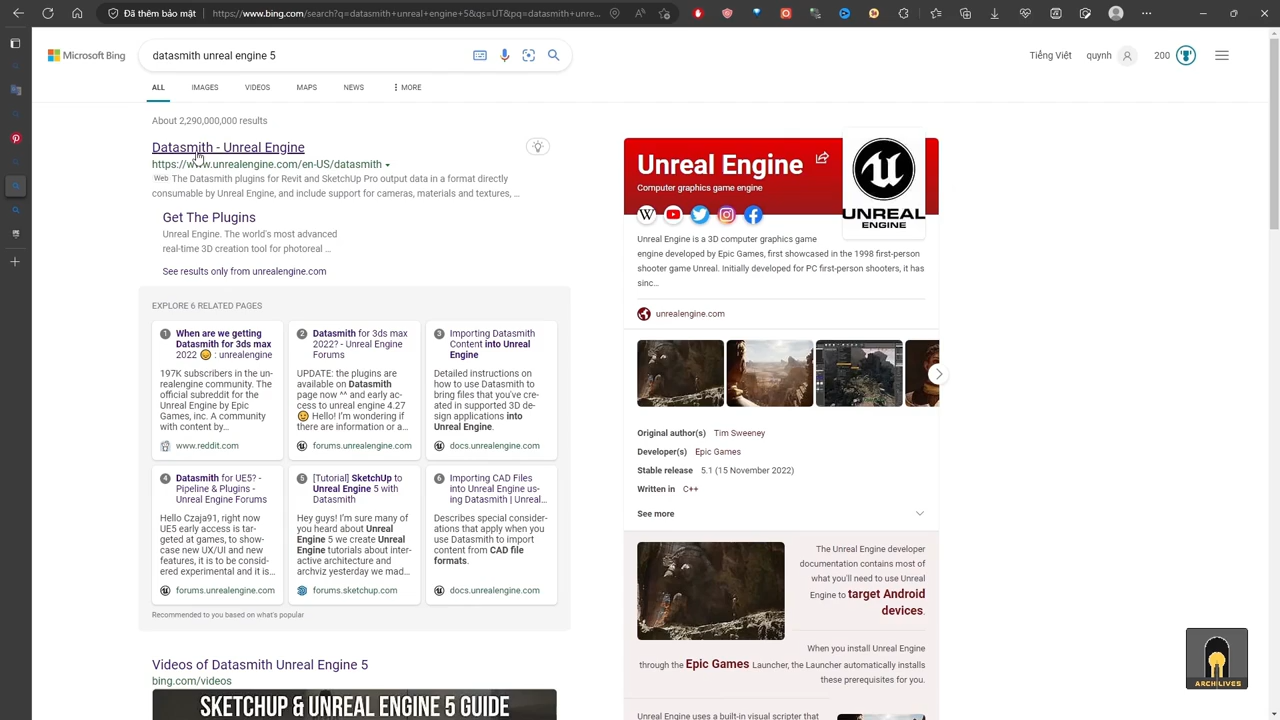 Microsoft Bing
datasmith unreal engine 5
Tiếng Việt
quynh
200
ALL
IMAGES
VIDEOS
MAPS
NEWS
MORE
About 2,290,000,000 results
Datasmith - Unreal Engine
https://www.unrealengine.com/en-US/datasmith
Web The Datasmith plugins for Revit and SketchUp Pro output data in a format directly
consumable by Unreal Engine, and include support for cameras, materials and textures, ...
Get The Plugins
Unreal Engine. The world's most advanced
real-time 3D creation tool for photoreal ...
See results only from unrealengine.com
EXPLORE 6 RELATED PAGES
1 When are we getting
Datasmith for 3ds max
2022 : unrealengine
197K subscribers in the un-
realengine community. The
official subreddit for the
Unreal Engine by Epic
Games, inc. A community
with content by...
www.reddit.com
2 Datasmith for 3ds max
2022? - Unreal Engine
Forums
UPDATE: the plugins are
available on Datasmith
page now ^^ and early ac-
cess to unreal engine 4.27
Hello! I'm wondering if
there are information or a...
forums.unrealengine.com
3 Importing Datasmith
Content into Unreal
Engine
Detailed instructions on
how to use Datasmith to
bring files that you've cre-
ated in supported 3D de-
sign applications into
Unreal Engine.
docs.unrealengine.com
4 Datasmith for UE5? -
Pipeline & Plugins -
Unreal Engine Forums
Hello Czaja91, right now
UE5 early access is tar-
geted at games, to show-
case new UX/UI and new
features, it is to be consid-
ered experimental and it is...
forums.unrealengine.com
5 [Tutorial] SketchUp to
Unreal Engine 5 with
Datasmith
Hey guys! I'm sure many of
you heard about Unreal
Engine 5 we create Unreal
Engine tutorials about inter-
active architecture and
archviz yesterday we mad...
forums.sketchup.com
6 Importing CAD Files
into Unreal Engine us-
ing Datasmith | Unreal...
Describes special consider-
ations that apply when you
use Datasmith to import
content from CAD file
formats.
docs.unrealengine.com
Recommended to you based on what's popular
Videos of Datasmith Unreal Engine 5
bing.com/videos
SKETCHUP & UNREAL ENGINE 5 GUIDE
Unreal Engine
Computer graphics game engine
UNREAL
ENGINE
W
Unreal Engine is a 3D computer graphics game
engine developed by Epic Games, first showcased in the 1998 first-person
shooter game Unreal. Initially developed for PC first-person shooters, it has
sinc...
unrealengine.com
Original author(s) Tim Sweeney
Developer(s) Epic Games
Stable release 5.1 (15 November 2022)
Written in C++
See more
The Unreal Engine developer
documentation contains most of
what you'll need to use Unreal
Engine to target Android
devices.
When you install Unreal Engine
through the Epic Games Launcher, the Launcher automatically installs
these prerequisites for you.
Unreal Engine uses a built-in visual scripter that
ARCHILIVES